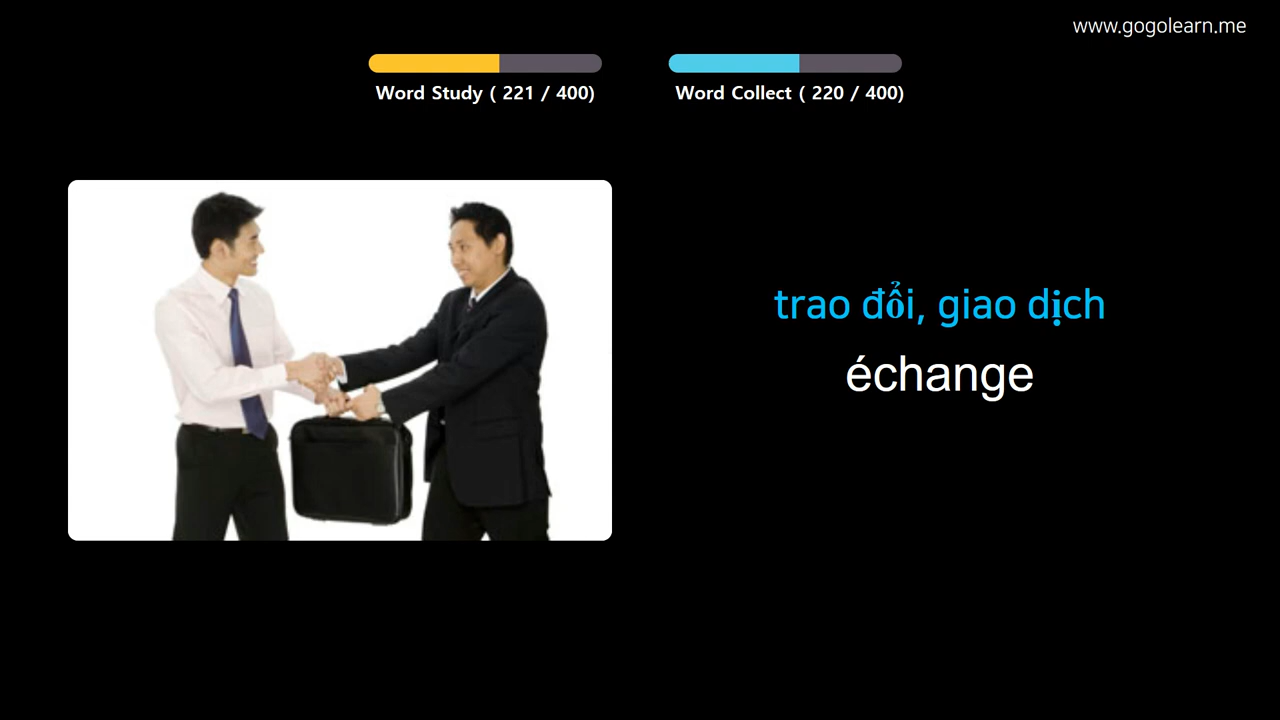 www.gogolearn.me
Word Study ( 221 / 400)
Word Collect ( 220 / 400)
trao đổi, giao dịch
échange